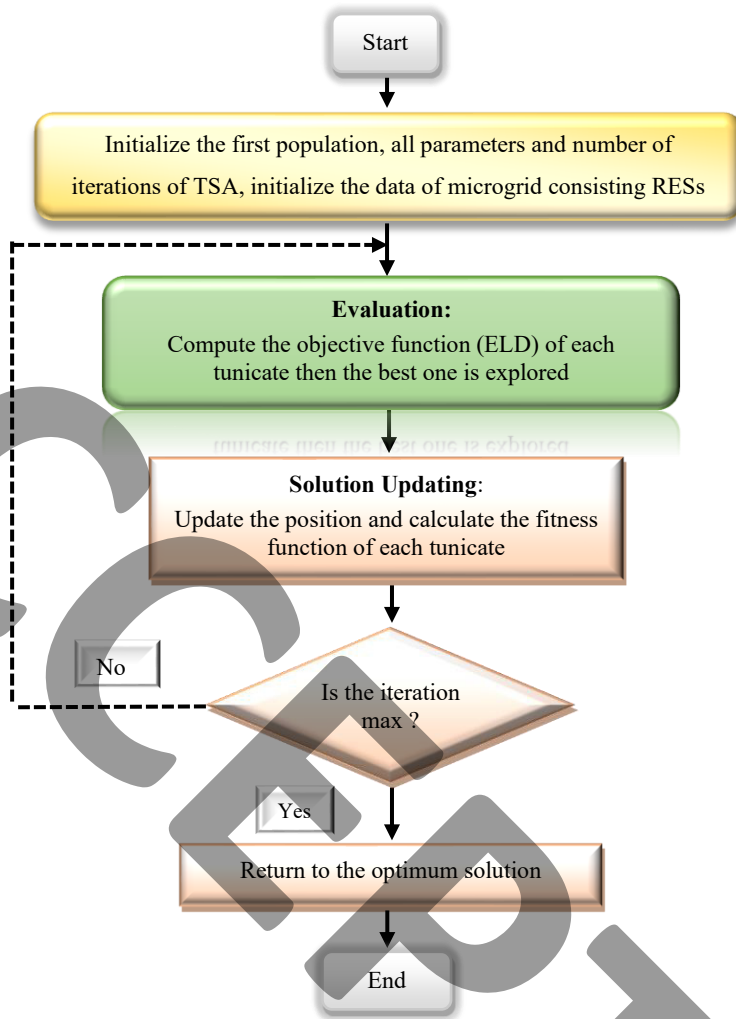 Start
Initialize the first population, all parameters and number of
iterations of TSA, initialize the data of microgrid consisting RESs
Evaluation:
Compute the objective function (ELD) of each
tunicate then the best one is explored
Solution Updating:
Update the position and calculate the fitness
function of each tunicate
Is the iteration
max ?
No
Yes
Return to the optimum solution
End